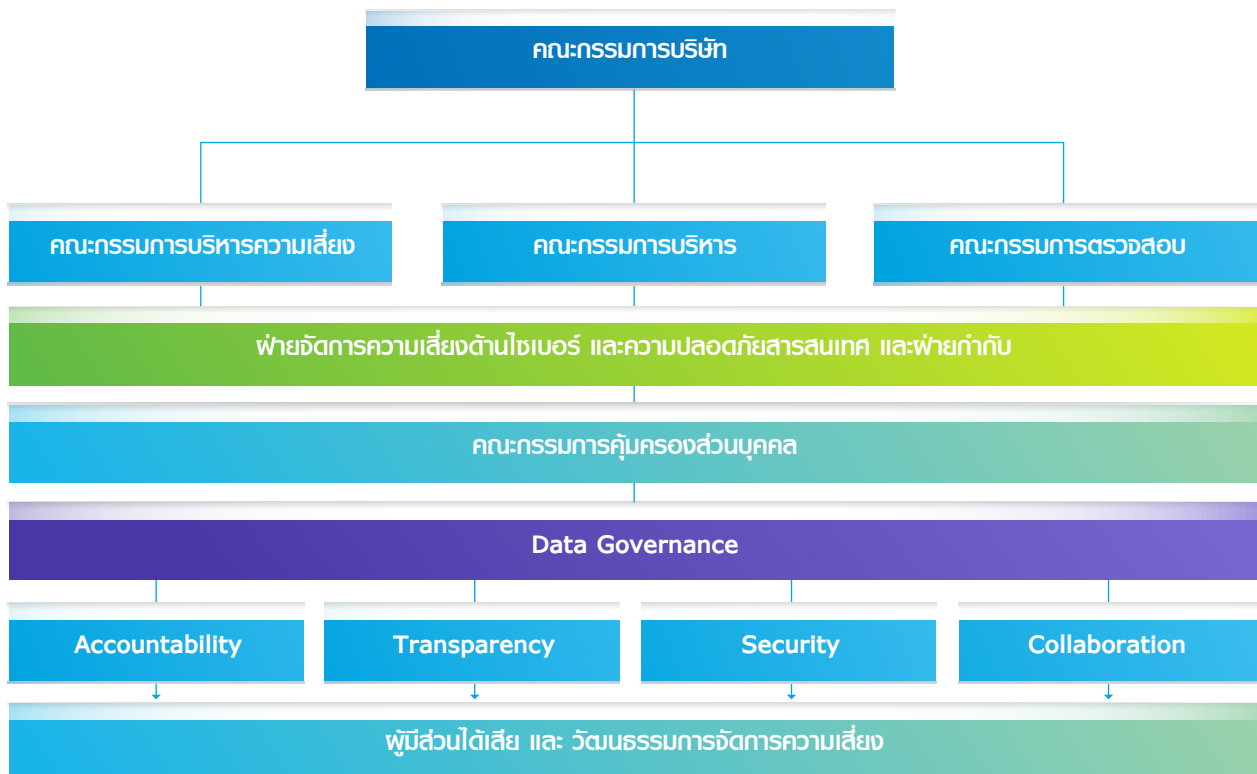 คณะกรรมการบริษัท
คณะกรรมการบริหารความเสี่ยง
คณะกรรมการบริหาร
คณะกรรมการตรวจสอบ
ฝ่ายจัดการความเสี่ยงด้านไซเบอร์ และความปลอดภัยสารสนเทศ และฝ่ายกำกับ
คณะกรรมการคุ้มครองส่วนบุคคล
Data Governance
Accountability
Transparency
Security
Collaboration
ผู้มีส่วนได้เสีย และ วัฒนธรรมการจัดการความเสี่ยง